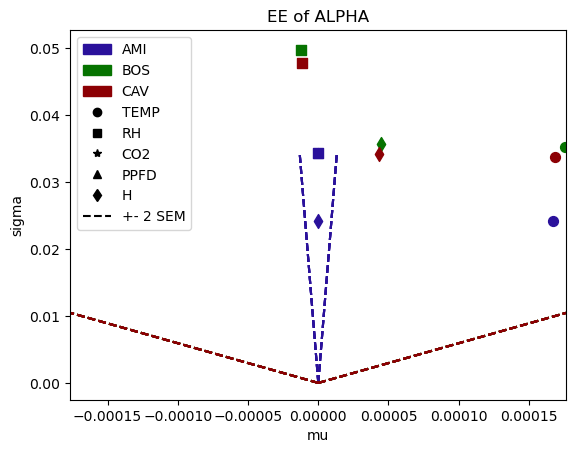 EE of ALPHA
0.05
0.04
0.03
0.02
0.01
0.00
sigma
AMI
BOS
CAV
TEMP
RH
CO2
PPFD
H
+- 2 SEM
−0.00015 −0.00010 −0.00005 0.00000 0.00005 0.00010 0.00015
mu